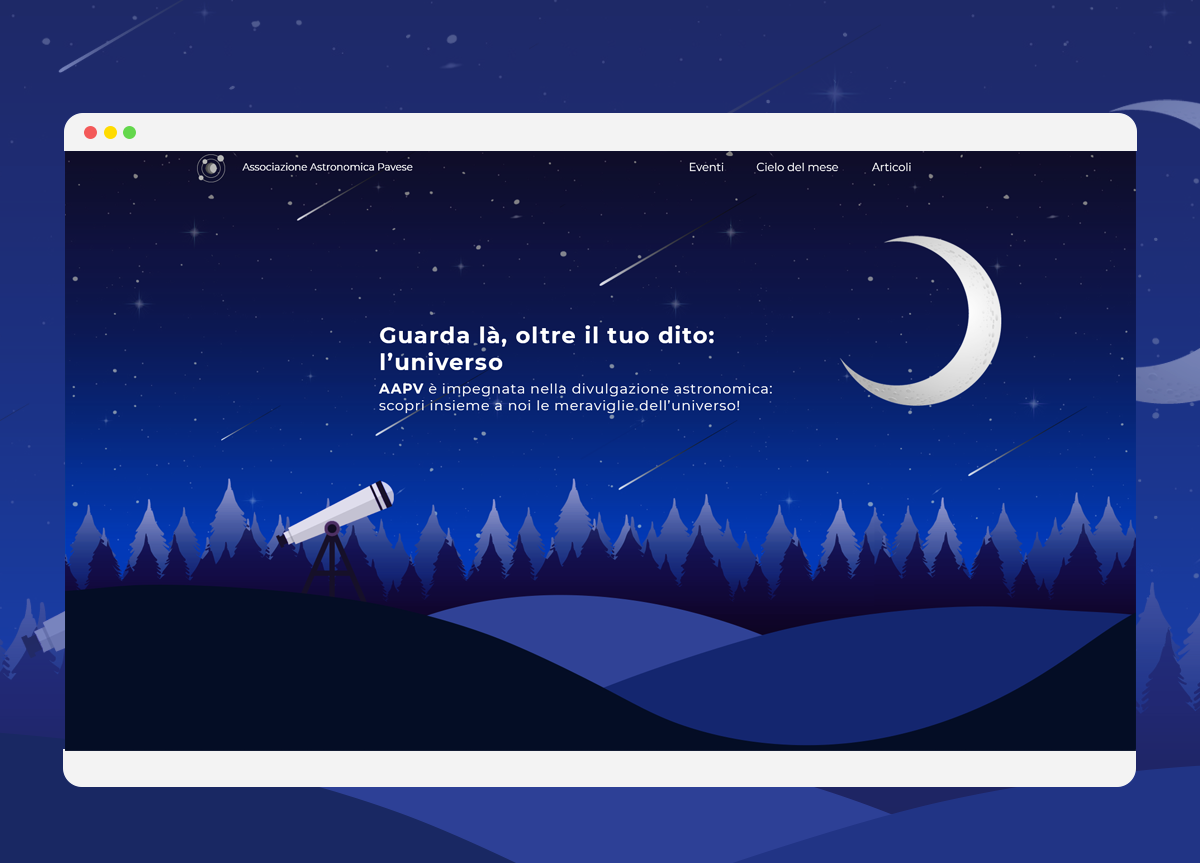 Associazione Astronomica Pavese
Eventi
Cielo del mese
Articoli
Guarda là, oltre il tuo dito:
l’universo
AAPV è impegnata nella divulgazione astronomica:
scopri insieme a noi le meraviglie dell’universo!